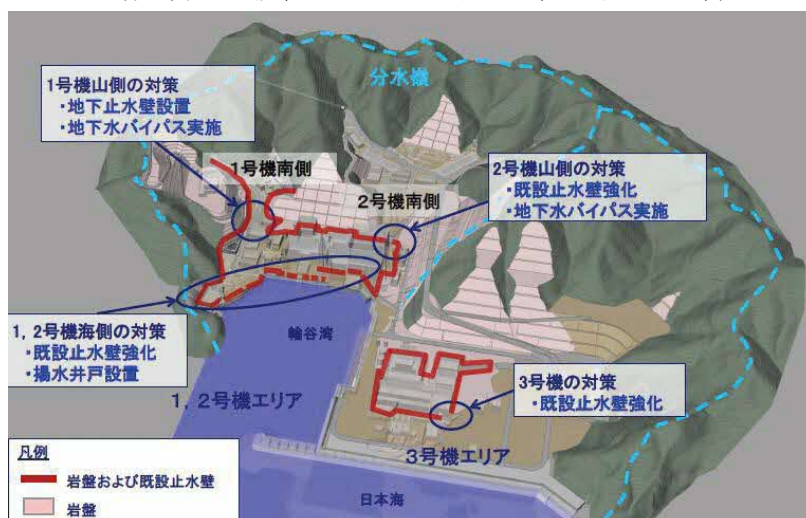 分水嶺
1号機山側の対策
・地下止水壁設置
・地下水バイパス実施
1号機南側
2号機南側
2号機山側の対策
・既設止水壁強化
・地下水バイパス実施
1,2号機海側の対策
・既設止水壁強化
・揚水井戸設置
輪谷湾
1,2号機エリア
3号機の対策
・既設止水壁強化
3号機エリア
日本海
凡例
岩盤および既設止水壁
岩盤